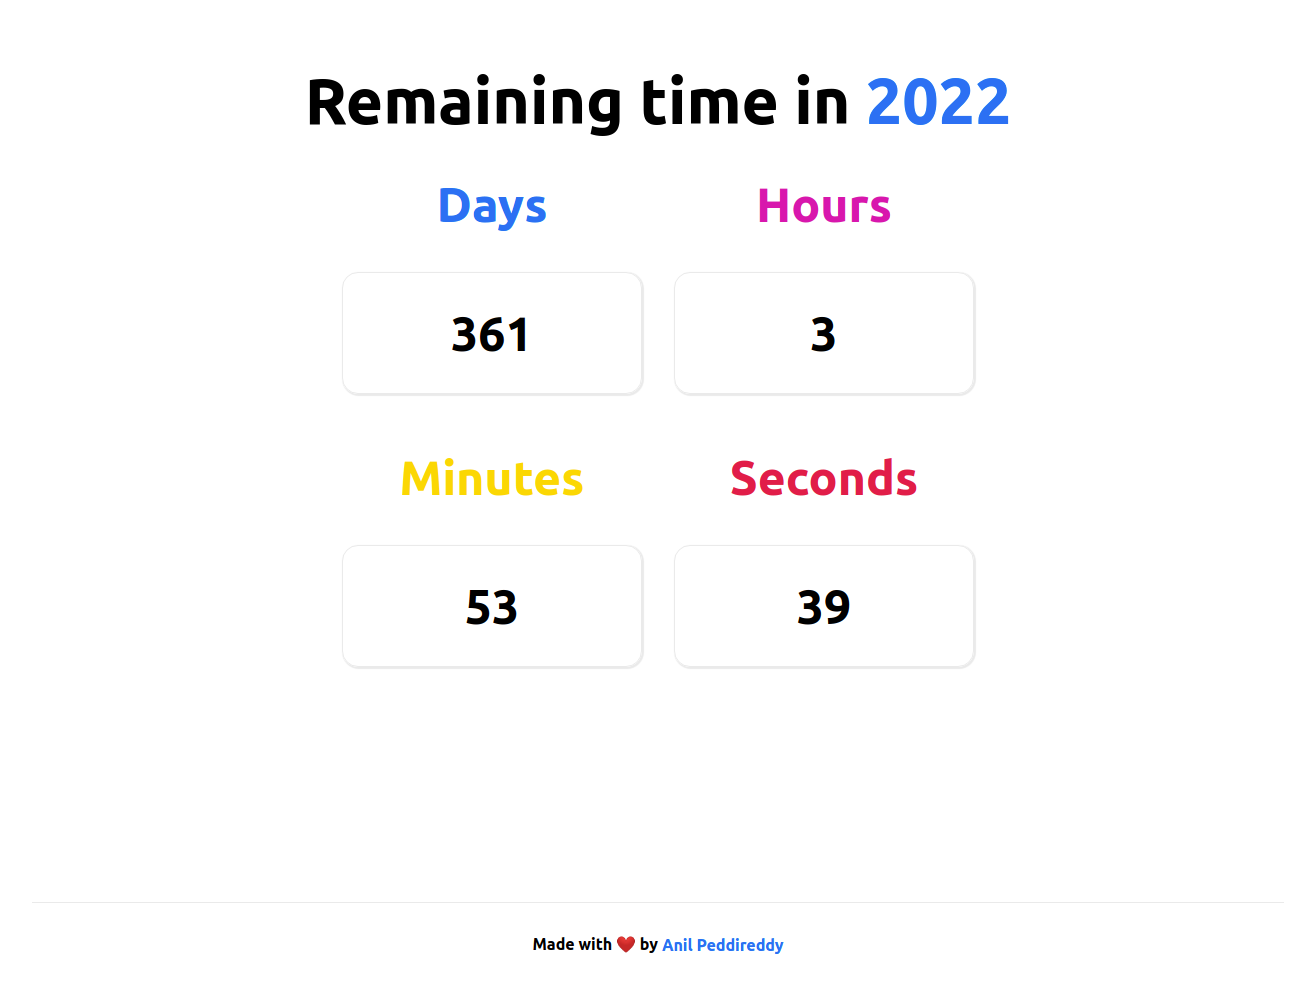 Remaining time in 2022
Days
Hours
361
3
Minutes
Seconds
53
39
Made with ❤️ by Anil Peddireddy